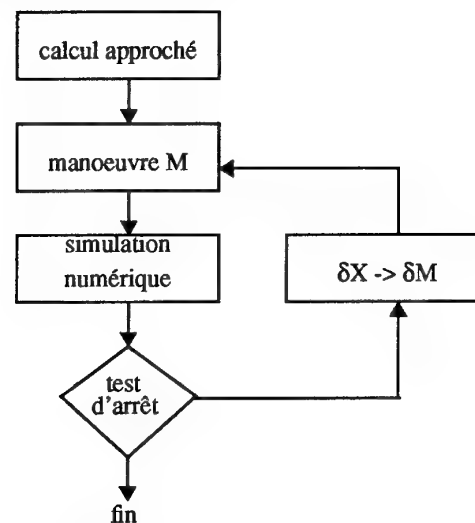 calcul approché
manoeuvre M
simulation
numérique
δX -> δM
test
d'arrêt
fin